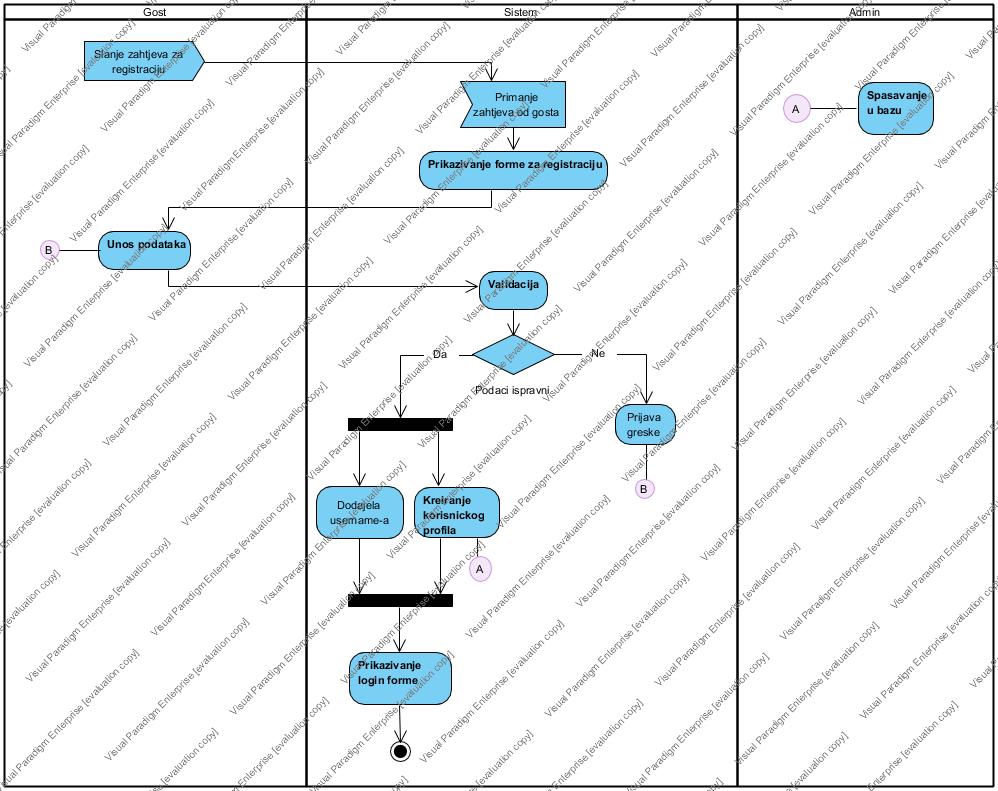 Gost
Sistem
Admin
Slanje zahtjeva za
registraciju
Primanje
zahtjeva od gosta
A
Spasavanje
u bazu
Prikazivanje forme za registraciju
B
Unos podataka
Validacija
Da
Ne
Podaci ispravni
Prijava
greske
B
Dodajela
username-a
Kreiranje
korisnickog
profila
A
Prikazivanje
login forme
Visual Paradigm Enterprise [evaluation copy]